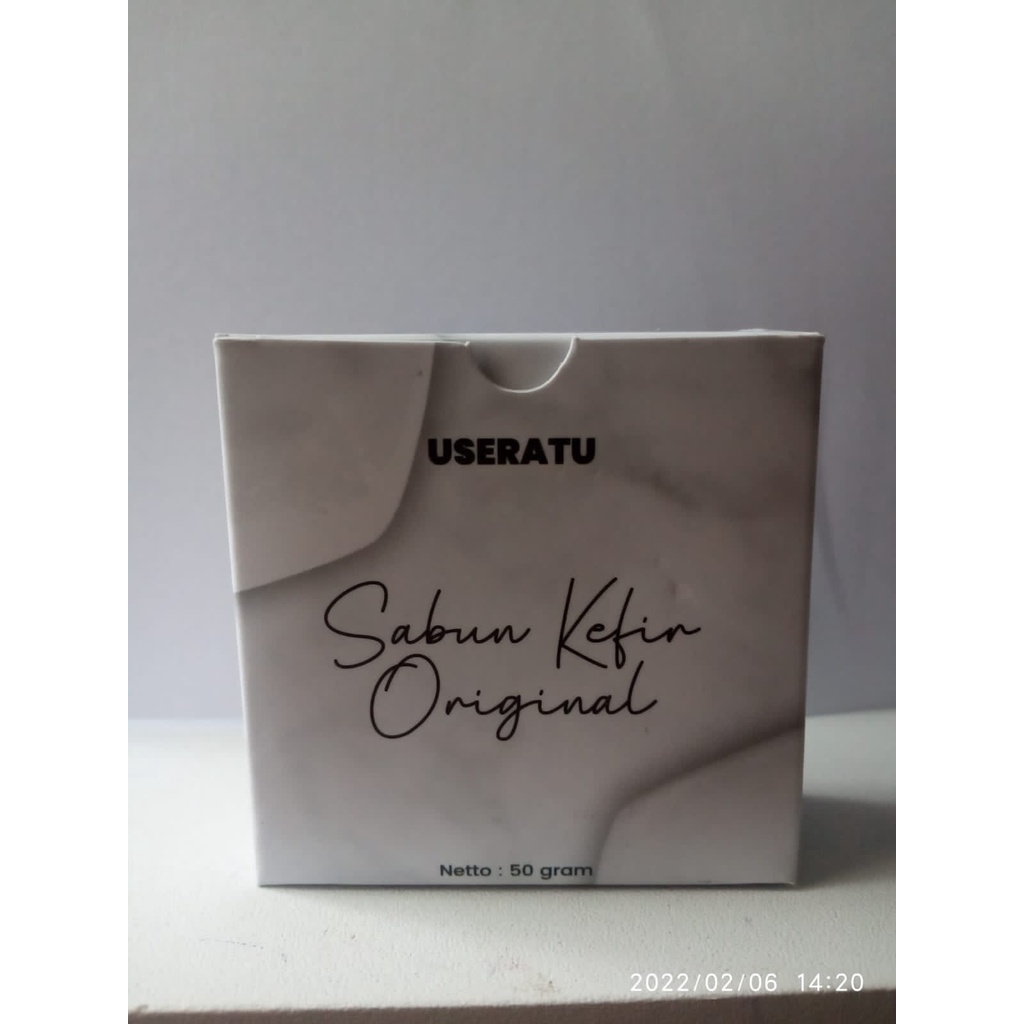 USERATU
Sabun Kefir
Original
Netto : 50 gram
2022/02/06 14:20